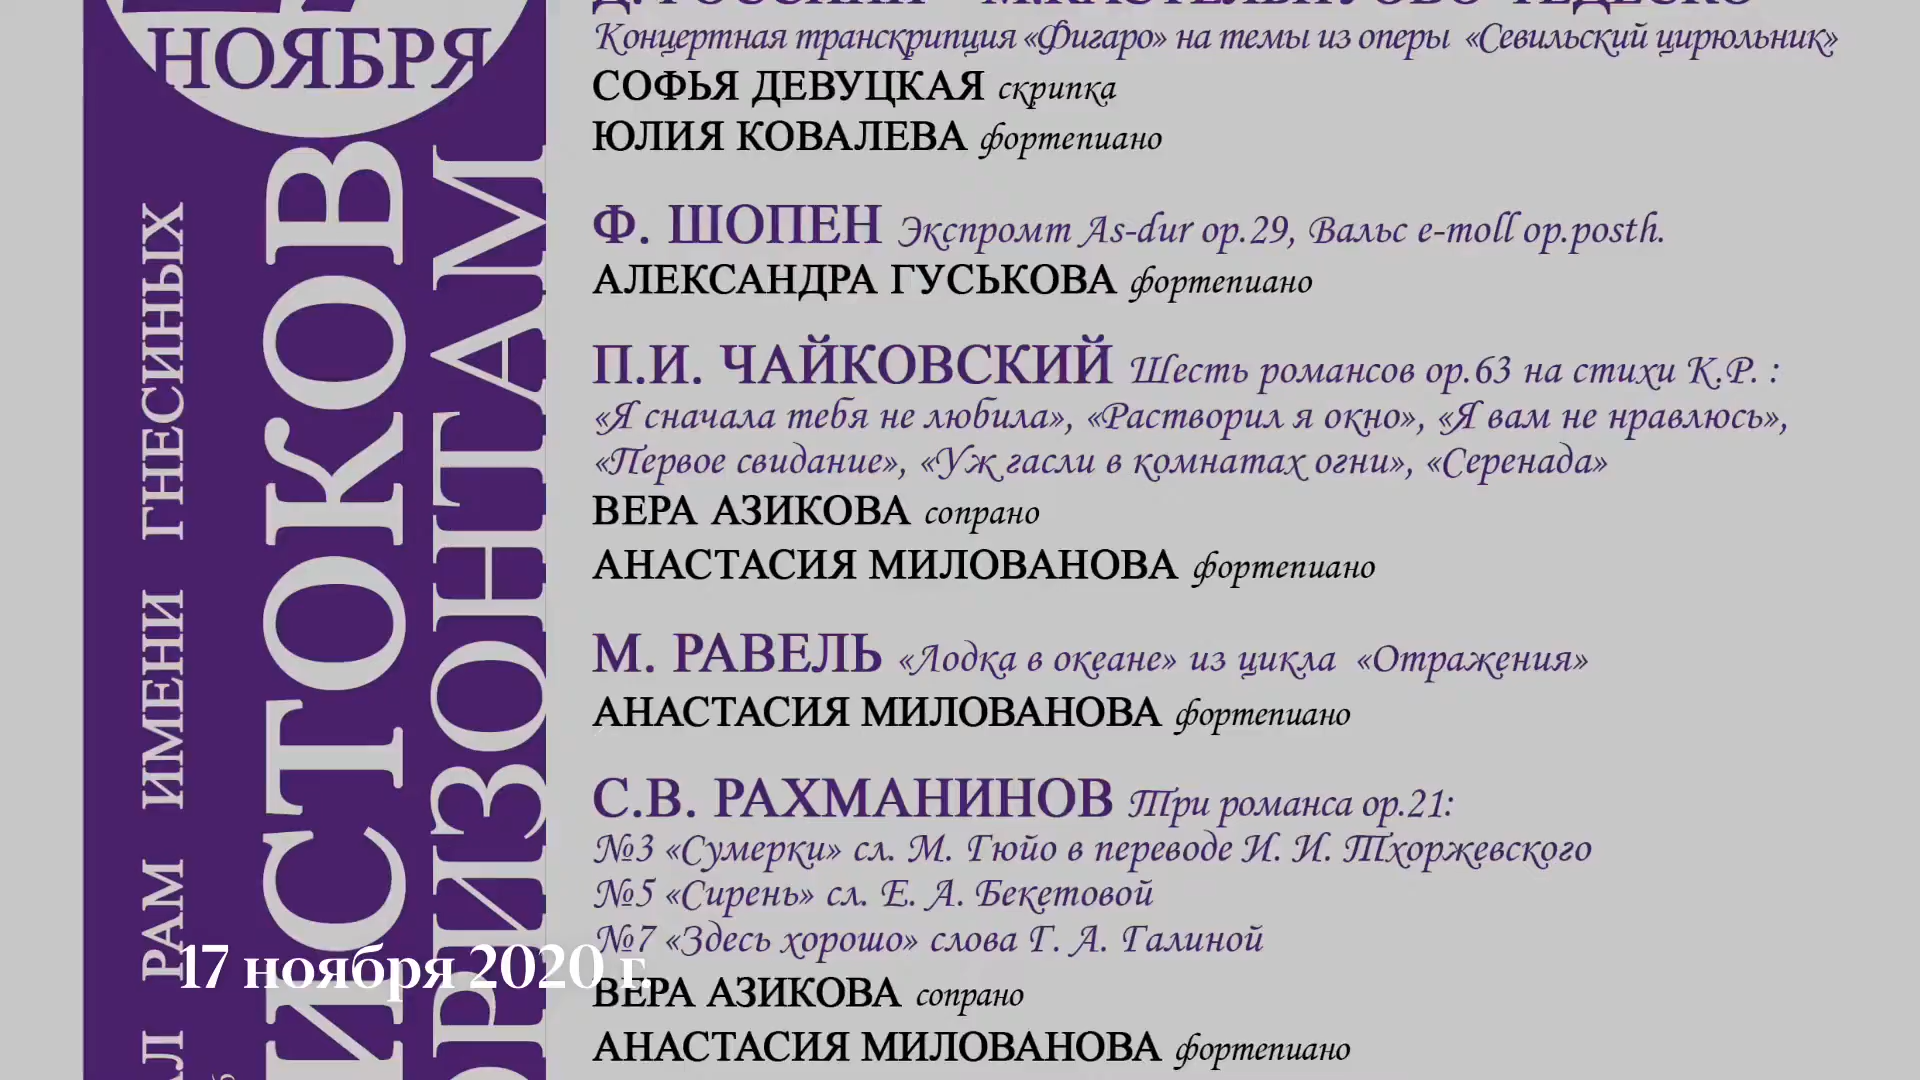 НОЯБРЯ
ИСТОКОВ
РАМ ИМЕНИ ГНЕСИНЫХ
17 ноября 2020 г.
Концертная транскрипция «Фигаро» на темы из оперы «Севильский цирюльник»
СОФЬЯ ДЕВУЦКАЯ скрипка
ЮЛИЯ КОВАЛЕВА фортепиано
Ф. ШОПЕН Экспромт As-dur op.29, Вальс e-moll op.posth.
АЛЕКСАНДРА ГУСЬКОВА фортепиано
П.И. ЧАЙКОВСКИЙ Шесть романсов ор.63 на стихи К.Р. :
«Я сначала тебя не любила», «Растворил я окно», «Я вам не нравлюсь»,
«Первое свидание», «Уж гасли в комнатах огни», «Серенада»
ВЕРА АЗИКОВА сопрано
АНАСТАСИЯ МИЛОВАНОВА фортепиано
М. РАВЕЛЬ «Лодка в океане» из цикла «Отражения»
АНАСТАСИЯ МИЛОВАНОВА фортепиано
С.В. РАХМАНИНОВ Три романса ор.21:
№3 «Сумерки» сл. М. Гюйо в переводе И. И. Тхоржевского
№5 «Сирень» сл. Е. А. Бекетовой
№7 «Здесь хорошо» слова Г. А. Галиной
ВЕРА АЗИКОВА сопрано
АНАСТАСИЯ МИЛОВАНОВА фортепиано